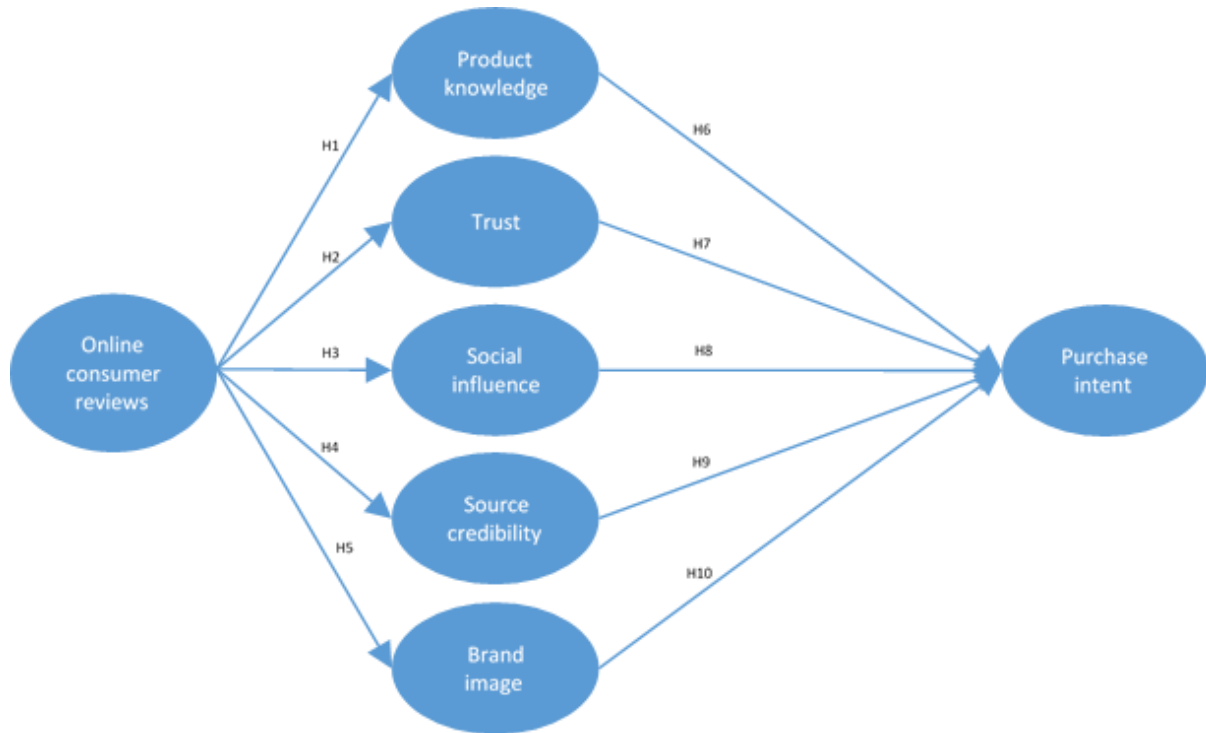 Product
knowledge
H1
H6
Trust
H2
H7
Online
consumer
reviews
H3
Social
influence
H8
Purchase
intent
H4
Source
credibility
H9
H5
Brand
image
H10